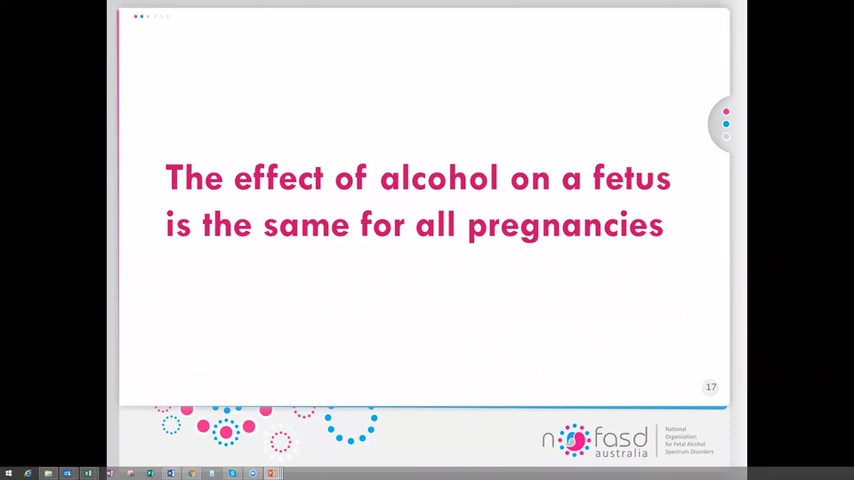 The effect of alcohol on a fetus
is the same for all pregnancies
17
nofasd
australia
National
Organisation
for Fetal Alcohol
Spectrum Disorders